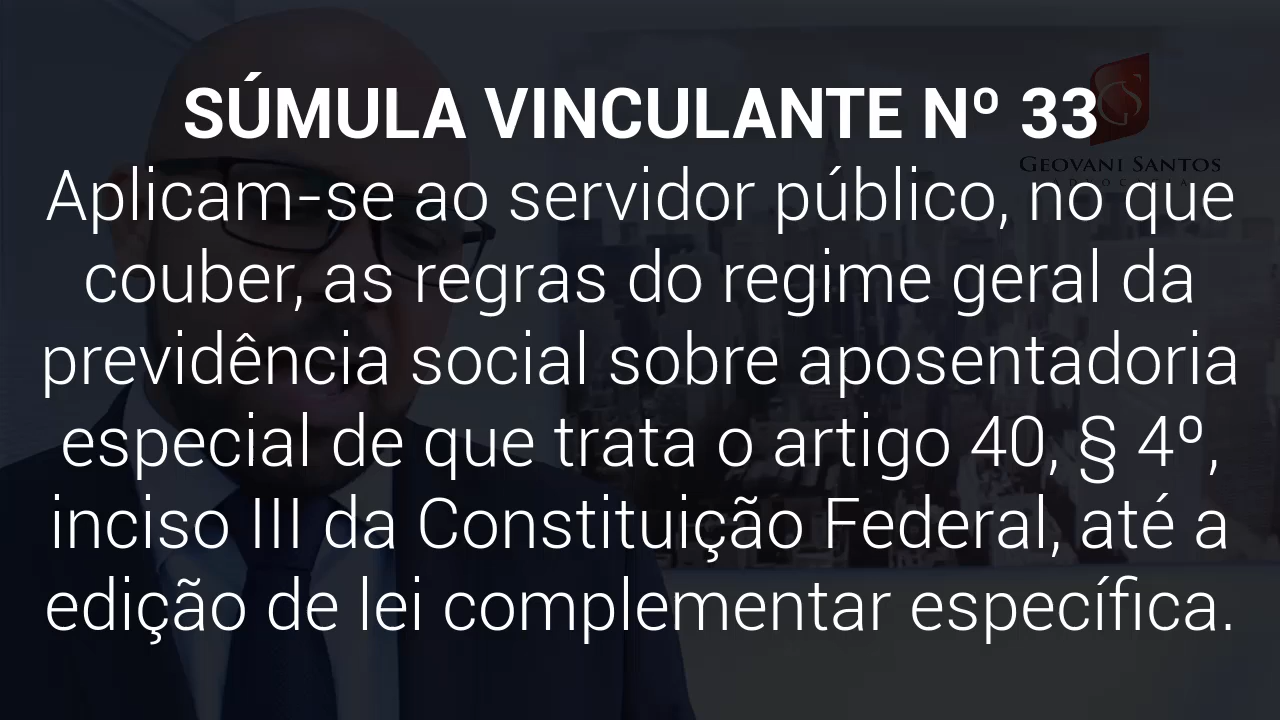 SÚMULA VINCULANTE Nº 33
GEOVANI SANTOS
Aplicam-se ao servidor público, no que
couber, as regras do regime geral da
previdência social sobre aposentadoria
especial de que trata o artigo 40, § 4º,
inciso III da Constituição Federal, até a
edição de lei complementar específica.